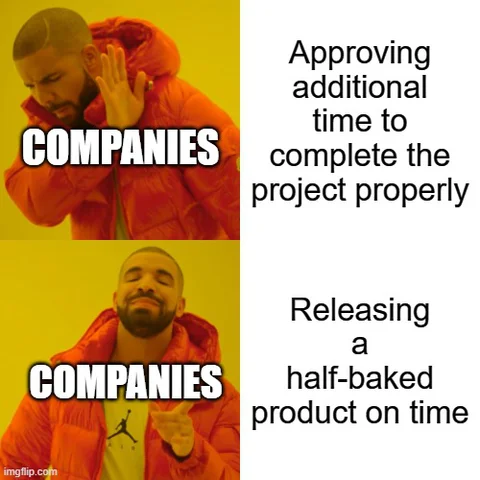 Approving
additional
time to
complete the
project properly
COMPANIES
Releasing
a
half-baked
product on time
COMPANIES
imgflip.com